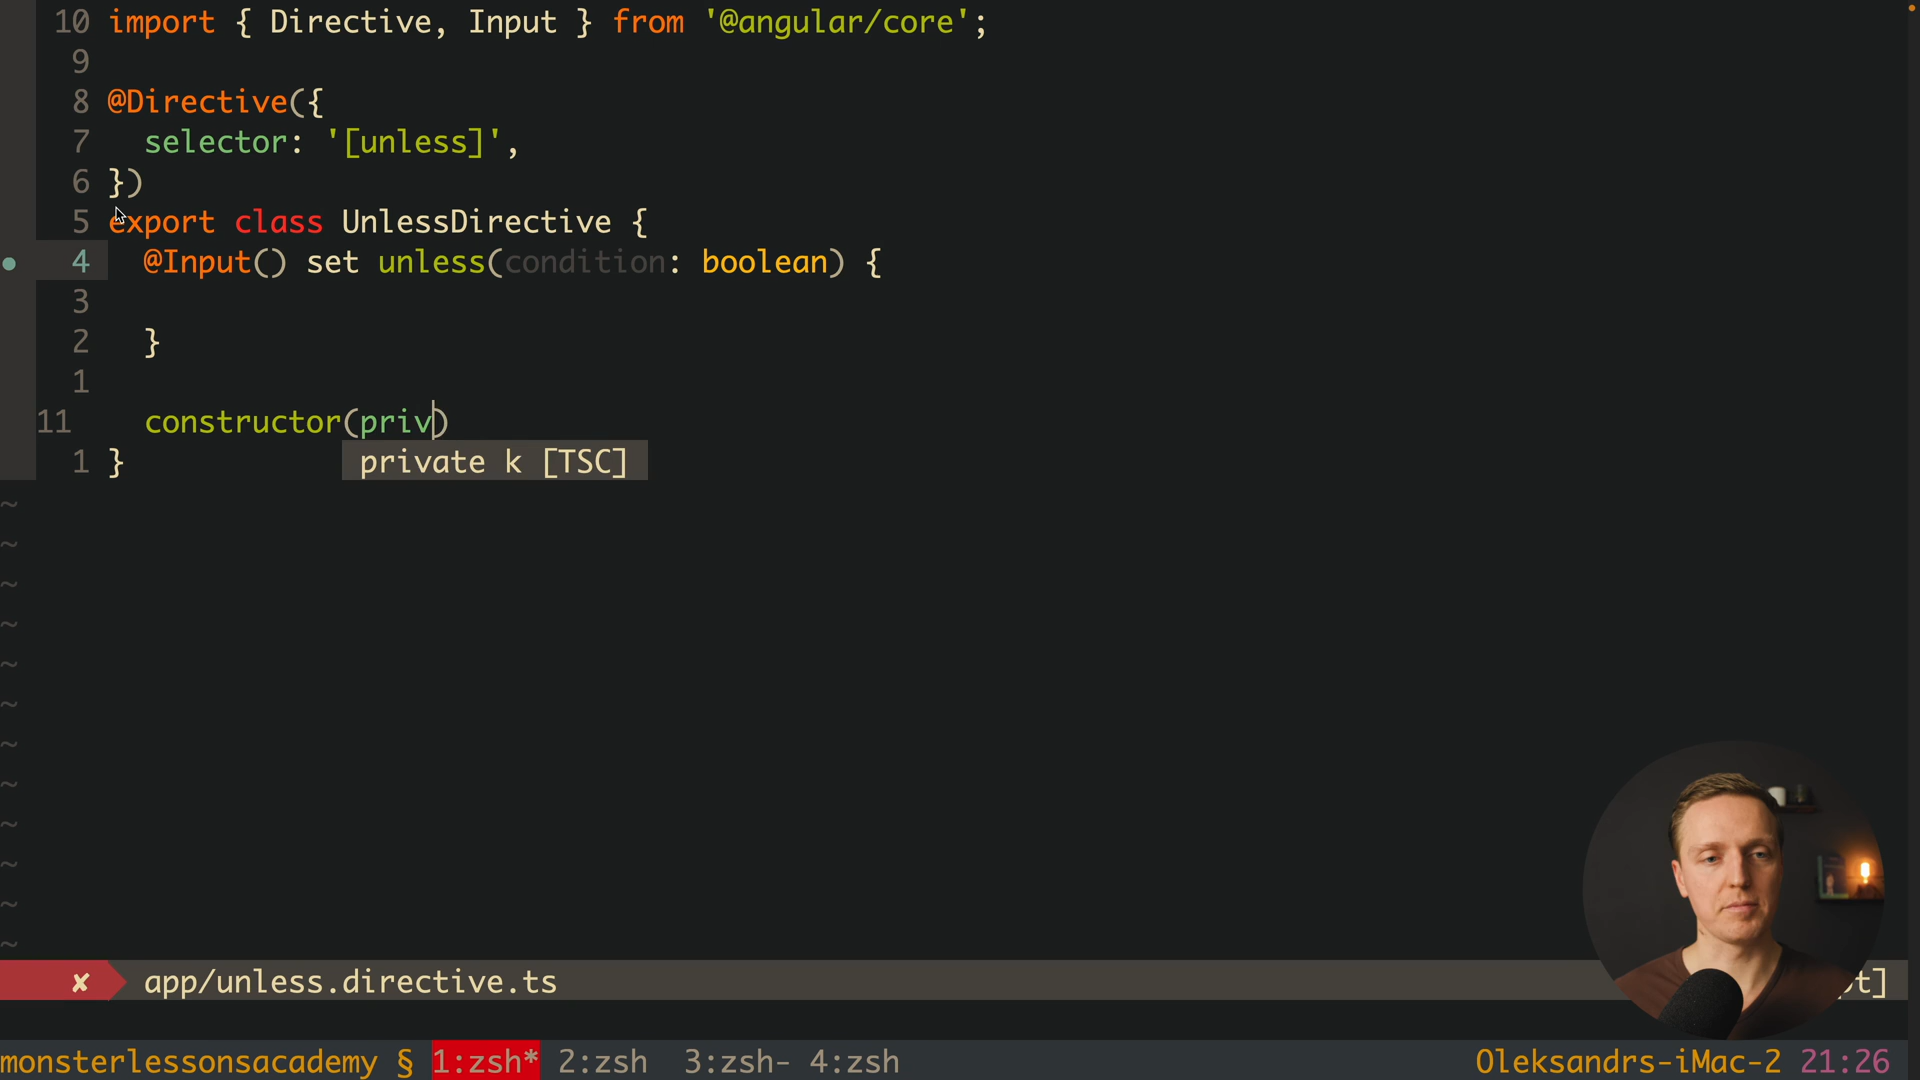 10 import { Directive, Input } from '@angular/core';
9
8 @Directive({
7   selector: '[unless]',
6 })
5 export class UnlessDirective {
4   @Input() set unless(condition: boolean) {
3
2   }
1
11   constructor(priv)
private k [TSC]
1 }
~
~
~
~
~
~
~
~
~
~
~
~
✘ app/unless.directive.ts
monsterlessonsacademy § 1:zsh* 2:zsh 3:zsh- 4:zsh Oleksandrs-iMac-2 21:26